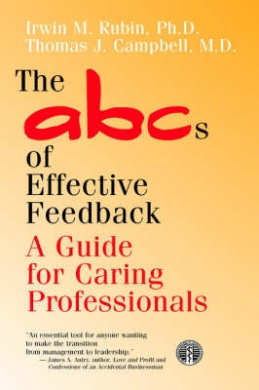 Irwin M. Rubin, Ph.D.
Thomas J. Campbell, M.D.
The
abcs
of
Effective
Feedback
A Guide
for Caring
Professionals
"An essential tool for anyone wanting
to make the transition
from management to leadership."
— James A. Autry, author, Love and Profit and
Confessions of an Accidental Businessman